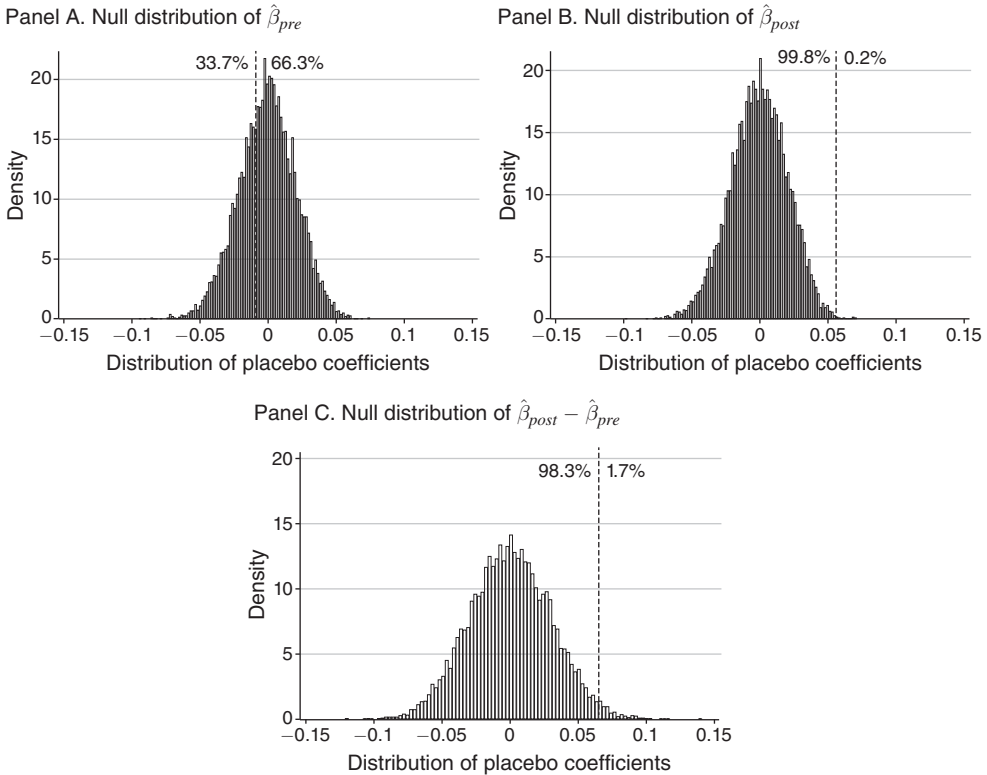 Panel A. Null distribution of β̂pre
33.7% 66.3%
20
15
10
5
0
Density
−0.15 −0.1 −0.05 0 0.05 0.1 0.15
Distribution of placebo coefficients
Panel B. Null distribution of β̂post
99.8% 0.2%
20
15
10
5
0
Density
−0.15 −0.1 −0.05 0 0.05 0.1 0.15
Distribution of placebo coefficients
Panel C. Null distribution of β̂post − β̂pre
98.3% 1.7%
20
15
10
5
0
Density
−0.15 −0.1 −0.05 0 0.05 0.1 0.15
Distribution of placebo coefficients